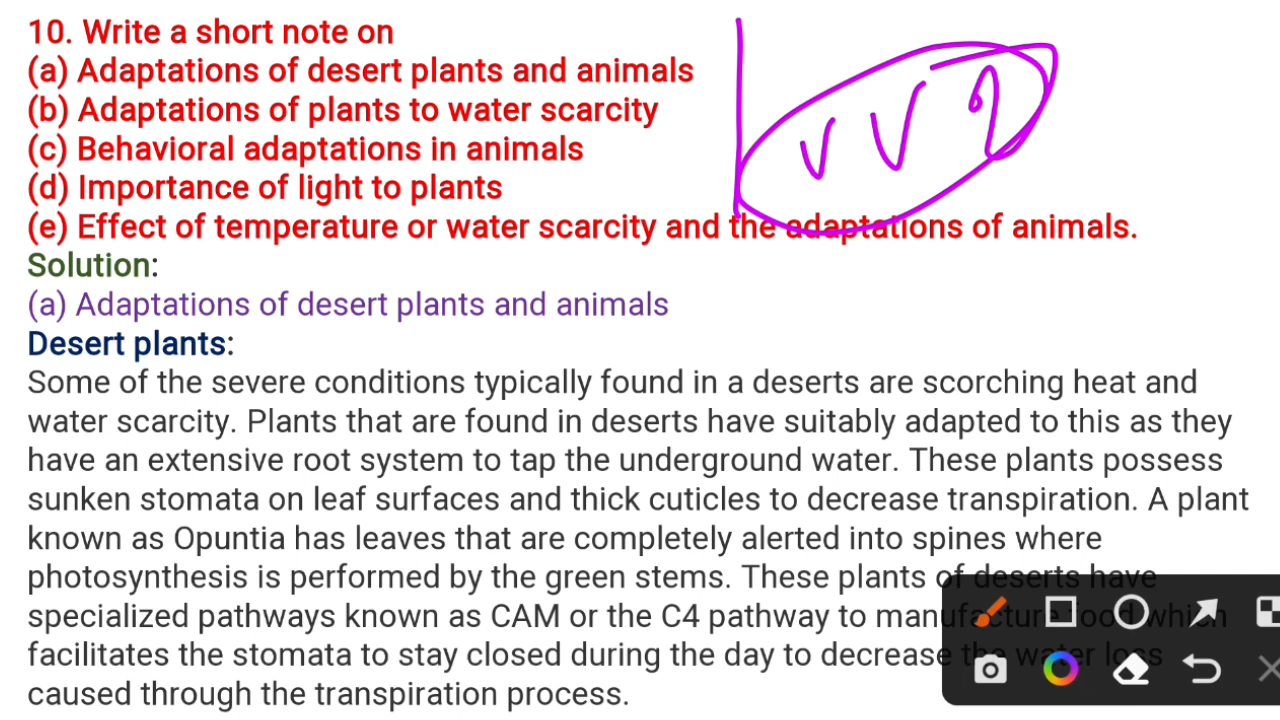 10. Write a short note on
(a) Adaptations of desert plants and animals
(b) Adaptations of plants to water scarcity
(c) Behavioral adaptations in animals
(d) Importance of light to plants
(e) Effect of temperature or water scarcity and the adaptations of animals.
Solution:
(a) Adaptations of desert plants and animals
Desert plants:
Some of the severe conditions typically found in a deserts are scorching heat and
water scarcity. Plants that are found in deserts have suitably adapted to this as they
have an extensive root system to tap the underground water. These plants possess
sunken stomata on leaf surfaces and thick cuticles to decrease transpiration. A plant
known as Opuntia has leaves that are completely alerted into spines where
photosynthesis is performed by the green stems. These plants of deserts have
specialized pathways known as CAM or the C4 pathway to manufacture food which
facilitates the stomata to stay closed during the day to decrease the water loss
caused through the transpiration process.